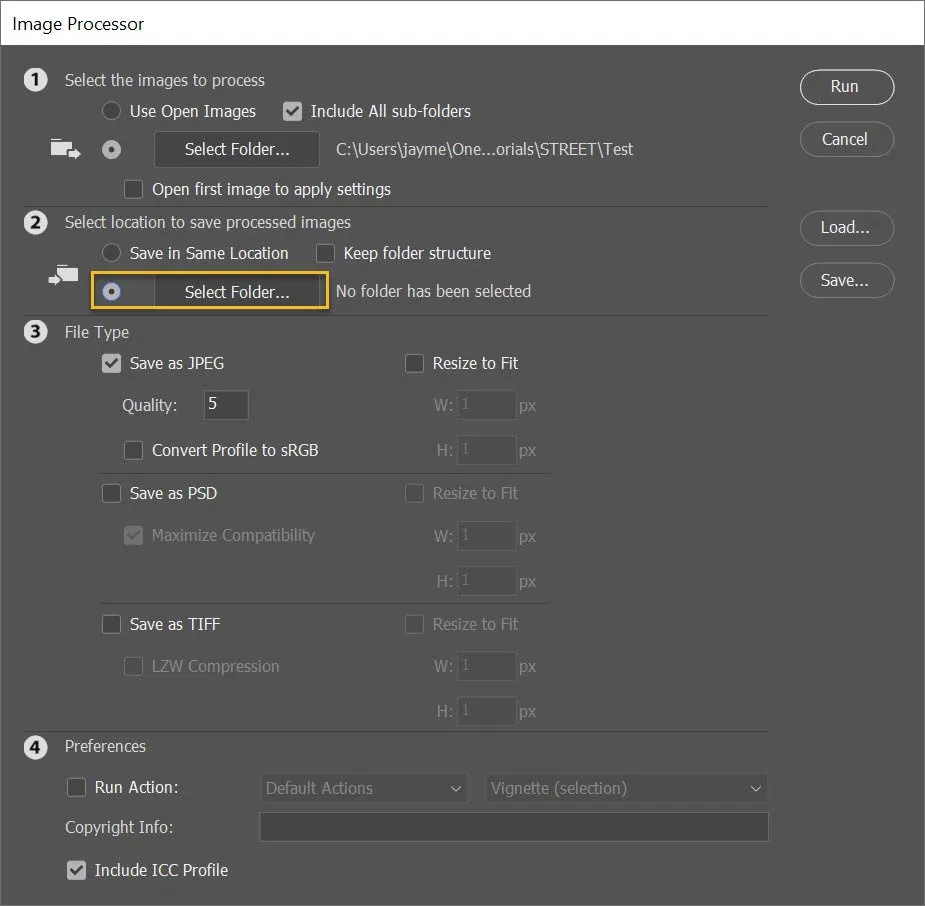 Image Processor
1 Select the images to process
Run
Use Open Images Include All sub-folders
Cancel
Select Folder... C:\Users\jayme\One...orials\STREET\Test
Open first image to apply settings
2 Select location to save processed images
Load...
Save in Same Location Keep folder structure
Save...
Select Folder... No folder has been selected
3 File Type
Save as JPEG Resize to Fit
Quality: 5 W: 1 px
Convert Profile to sRGB H: 1 px
Save as PSD Resize to Fit
Maximize Compatibility W: 1 px
H: 1 px
Save as TIFF Resize to Fit
LZW Compression W: 1 px
H: 1 px
4 Preferences
Run Action: Default Actions Vignette (selection)
Copyright Info:
Include ICC Profile